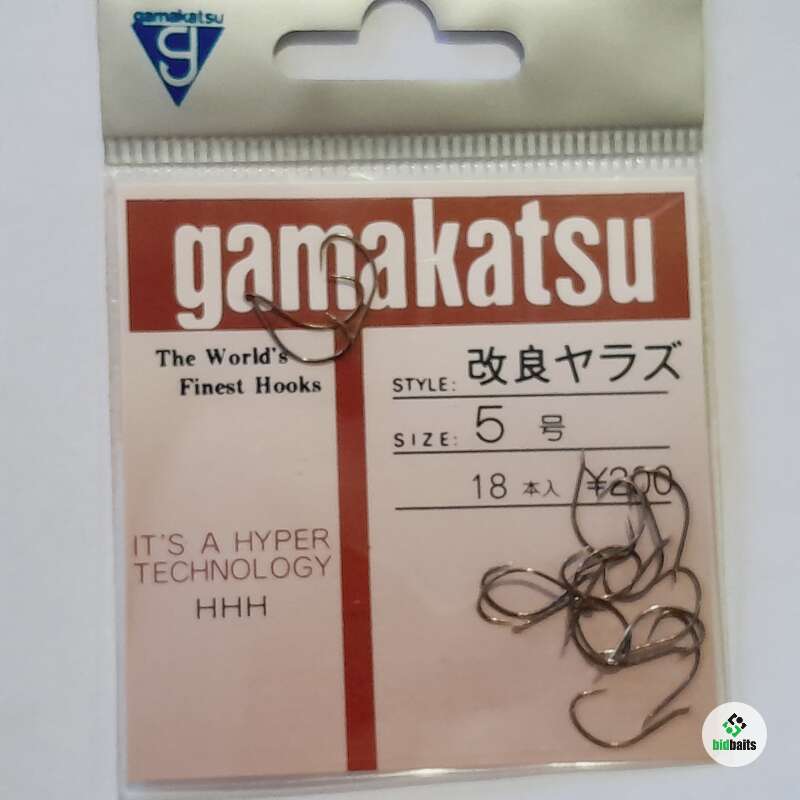 gamakatsu
g
gamakatsu
The World's
Finest Hooks
STYLE: 改良ヤラズ
SIZE: 5 号
18 本入 ¥200
IT'S A HYPER
TECHNOLOGY
HHH
bidbaits